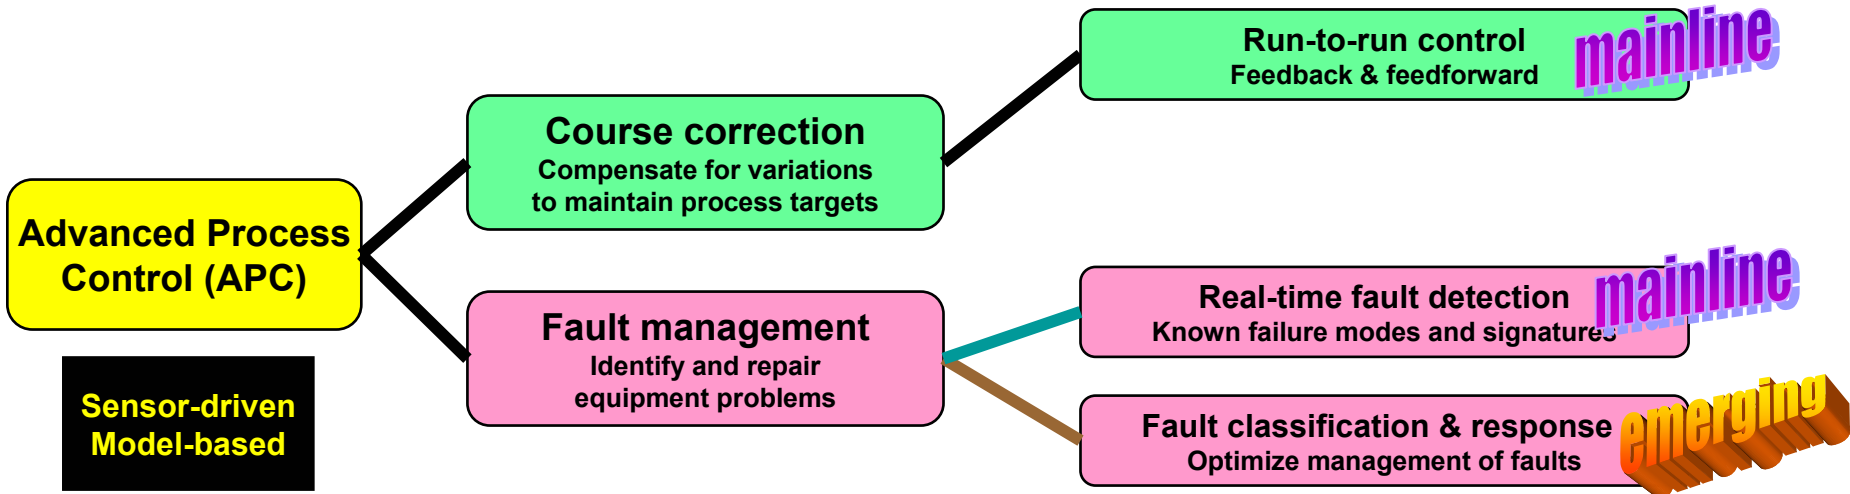 Advanced Process
Control (APC)
Sensor-driven
Model-based
Course correction
Compensate for variations
to maintain process targets
Fault management
Identify and repair
equipment problems
Run-to-run control
Feedback & feedforward
mainline
Real-time fault detection
Known failure modes and signatures
mainline
Fault classification & response
Optimize management of faults
emerging